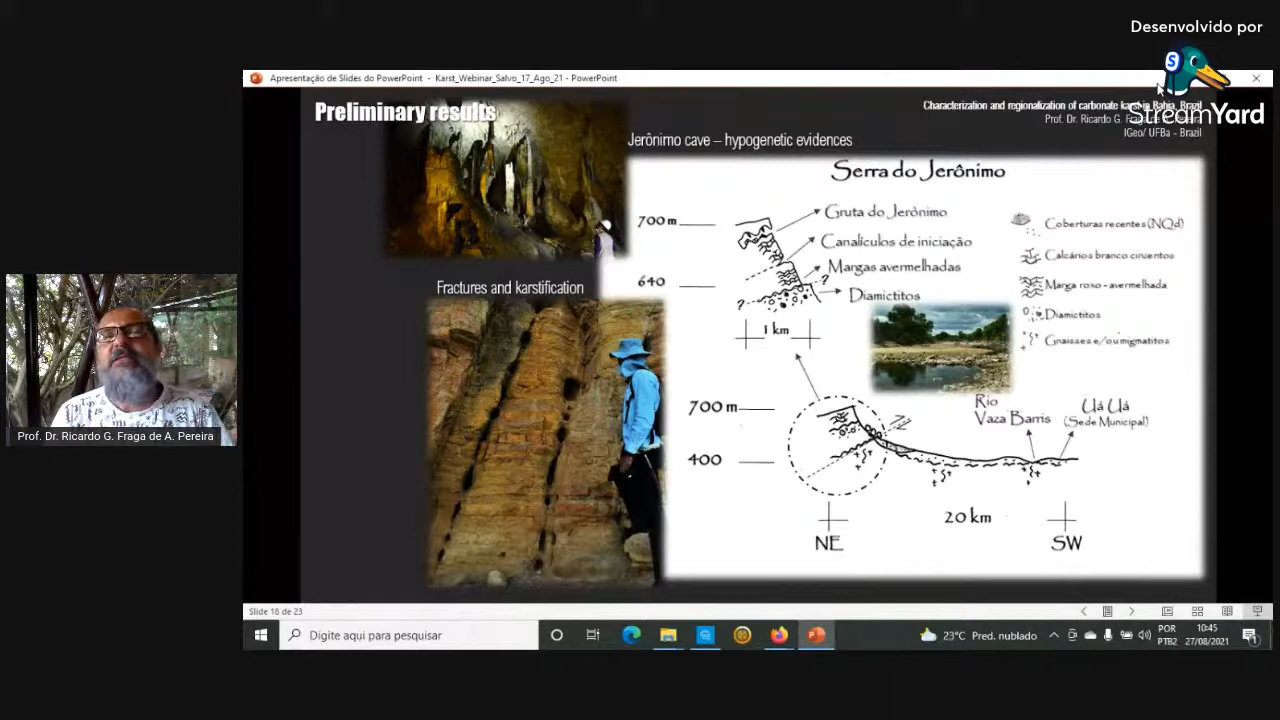 Desenvolvido por
StreamYard
Apresentação de Slides do PowerPoint - Karst_Webinar_Salvo_17_Ago_21 - PowerPoint
Preliminary results
Characterization and regionalization of carbonate karst in Bahia, Brazil
Prof. Dr. Ricardo G.
IGeo/ UFBa - Brazil
Jerônimo cave – hypogenetic evidences
Serra do Jerônimo
700 m
Gruta do Jerônimo
Canalículos de iniciação
Margas avermelhadas
640
?
?
Diamictitos
1 km
Coberturas recentes (NQd)
Calcários branco cinzentos
Marga roxo - avermelhada
Diamictitos
Gnaisses e/ou migmatitos
Fractures and karstification
700 m
400
Rio
Vaza Barris
Uá Uá
(Sede Municipal)
NE
20 km
SW
Prof. Dr. Ricardo G. Fraga de A. Pereira
Slide 18 de 23
Digite aqui para pesquisar
23°C Pred. nublado
POR
PTB2
10:45
27/08/2021